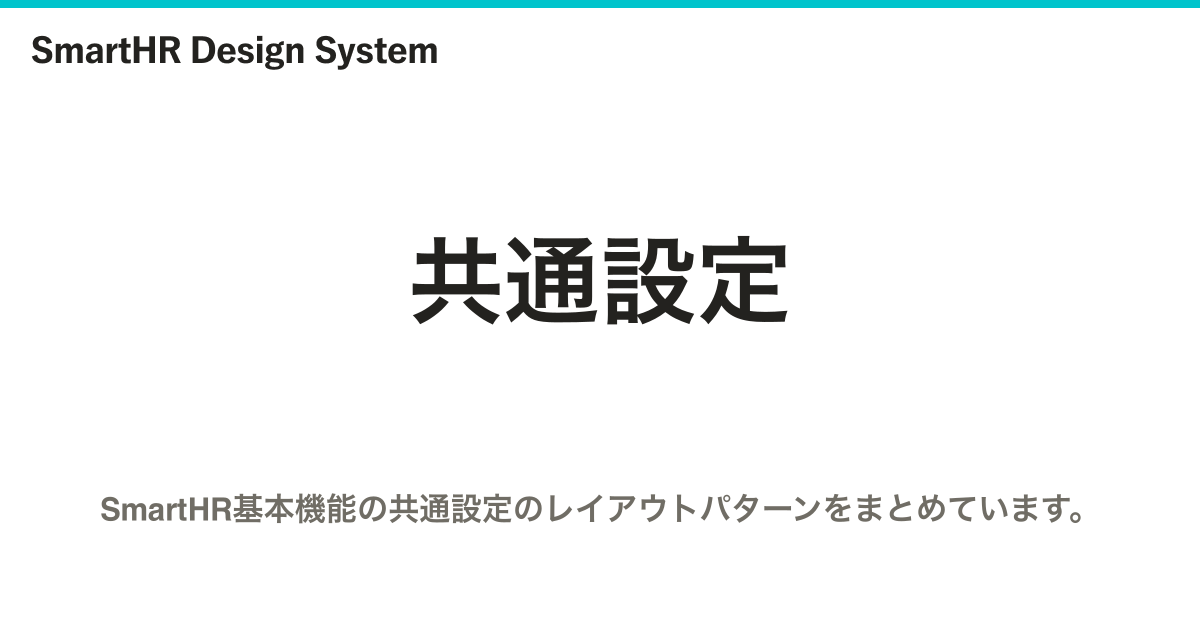 SmartHR Design System
共通設定
SmartHR基本機能の共通設定のレイアウトパターンをまとめています。